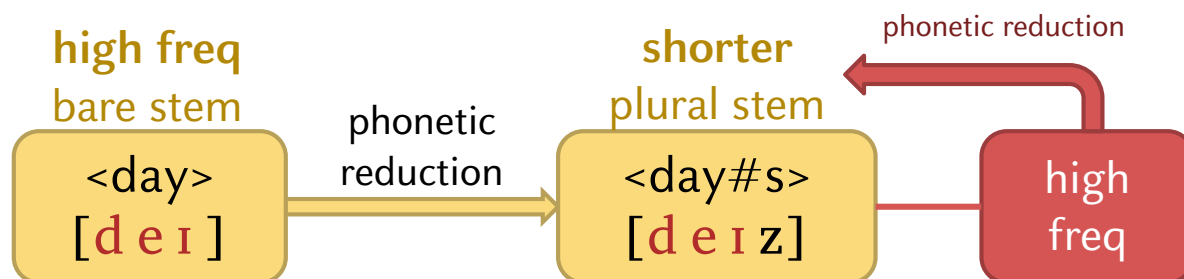 high freq
bare stem
<day>
[d e ɪ ]
phonetic
reduction
shorter
plural stem
<day#s>
[d e ɪ z]
phonetic reduction
high
freq